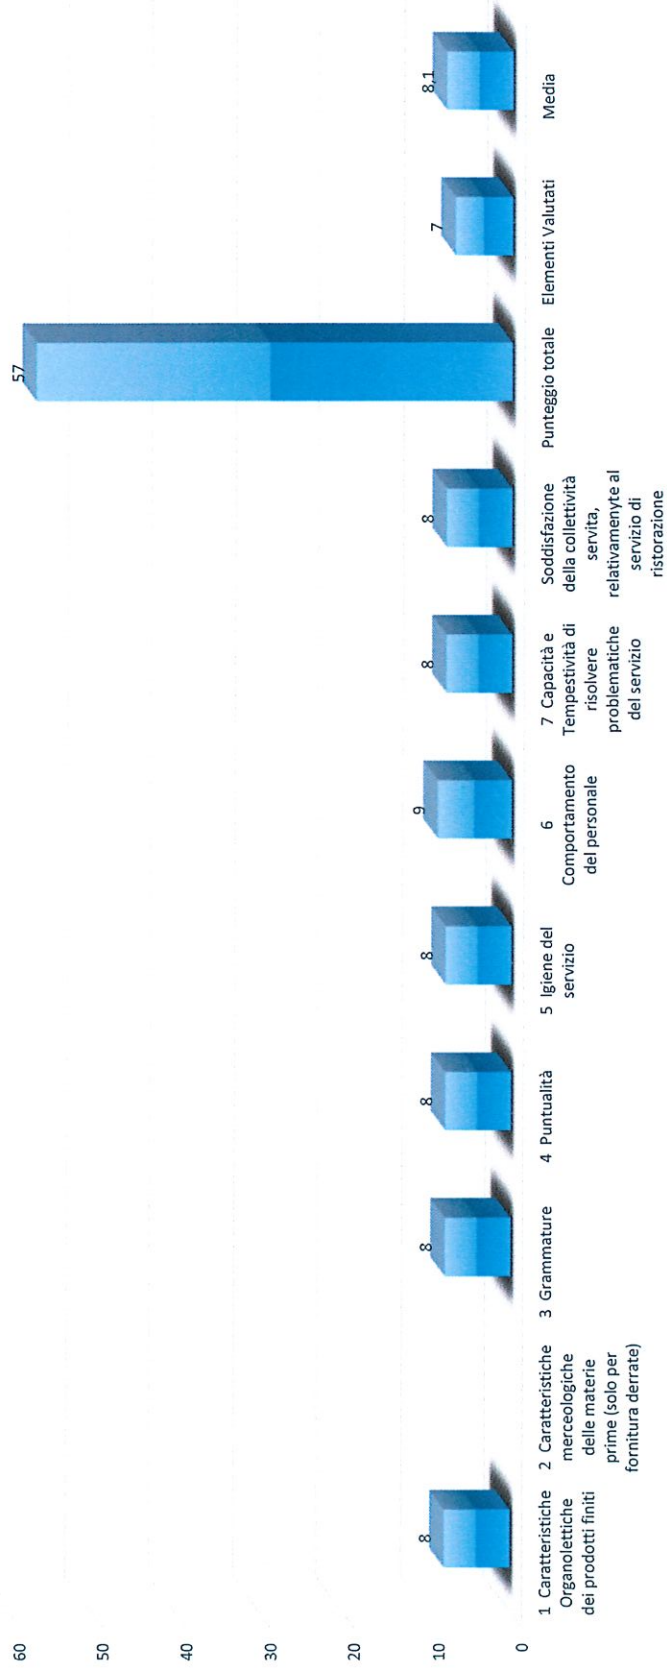 60
50
40
30
20
10
0
8
8
8
8
9
8
8
57
7
8,1
1 Caratteristiche
Organolettiche
dei prodotti finiti
2 Caratteristiche
merceologiche
delle materie
prime (solo per
fornitura derrate)
3 Grammature
4 Puntualità
5 Igiene del
servizio
6
Comportamento
del personale
7 Capacità e
Tempestività di
risolvere
problematiche
del servizio
Soddisfazione
della collettività
servita,
relativamenyte al
servizio di
ristorazione
Punteggio totale
Elementi Valutati
Media